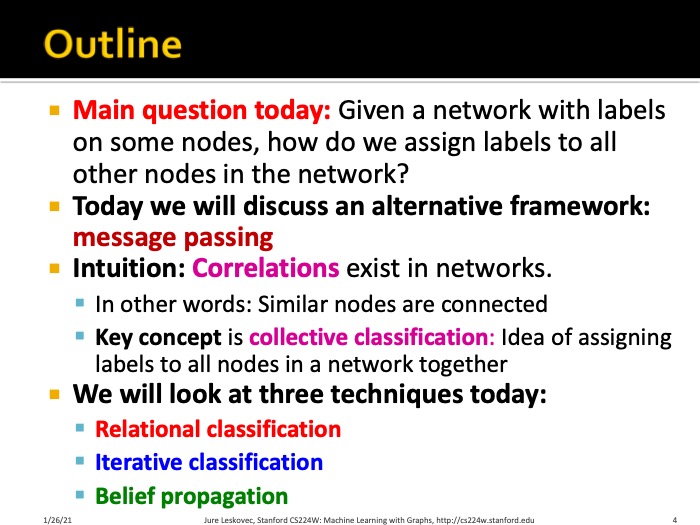 Outline
Main question today: Given a network with labels
on some nodes, how do we assign labels to all
other nodes in the network?
Today we will discuss an alternative framework:
message passing
Intuition: Correlations exist in networks.
In other words: Similar nodes are connected
Key concept is collective classification: Idea of assigning
labels to all nodes in a network together
We will look at three techniques today:
Relational classification
Iterative classification
Belief propagation
1/26/21 Jure Leskovec, Stanford CS224W: Machine Learning with Graphs, http://cs224w.stanford.edu 4